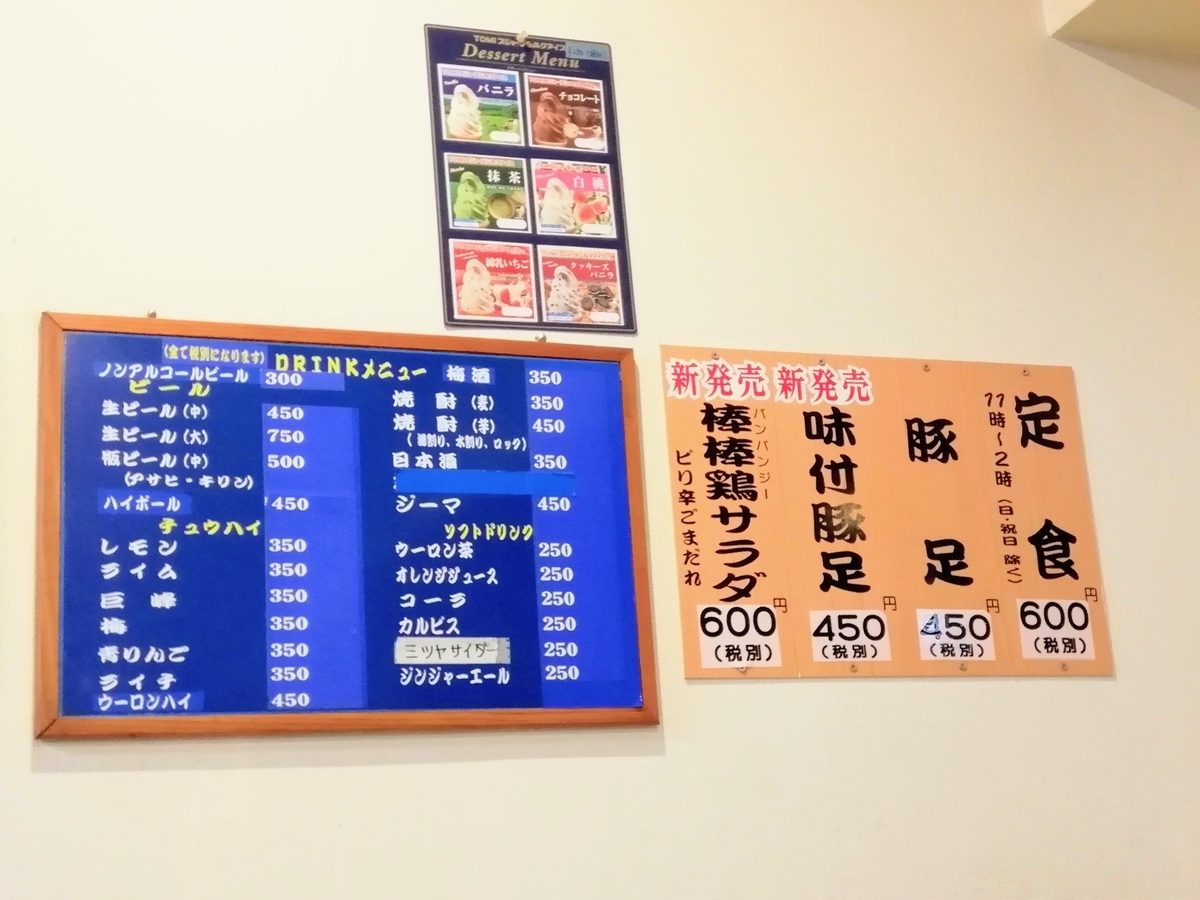 Dessert Menu
バニラ
チョコレート
抹茶
白桃
練乳いちご
クッキーズ
バニラ
(全て税別になります)
DRINKメニュー
ノンアルコールビール 300
ビール
生ビール(中) 450
生ビール(大) 750
瓶ビール(中) 500
(アサヒ・キリン)
ハイボール 450
チュウハイ
レモン 350
ライム 350
巨峰 350
梅 350
青りんご 350
ライチ 350
ウーロンハイ 450
梅酒 350
焼酎(麦) 350
焼酎(芋) 450
(湯割り、水割り、ロック)
日本酒 350
ジーマ 450
ソフトドリンク
ウーロン茶 250
オレンジジュース 250
コーラ 250
カルピス 250
三ツヤサイダー 250
ジンジャーエール 250
定食
11時~2時(日・祝日除く)
600円
(税別)
豚足
450円
(税別)
新発売
味付豚足
450円
(税別)
新発売
バンバンジー
棒棒鶏サラダ
ピリ辛ごまだれ
600円
(税別)